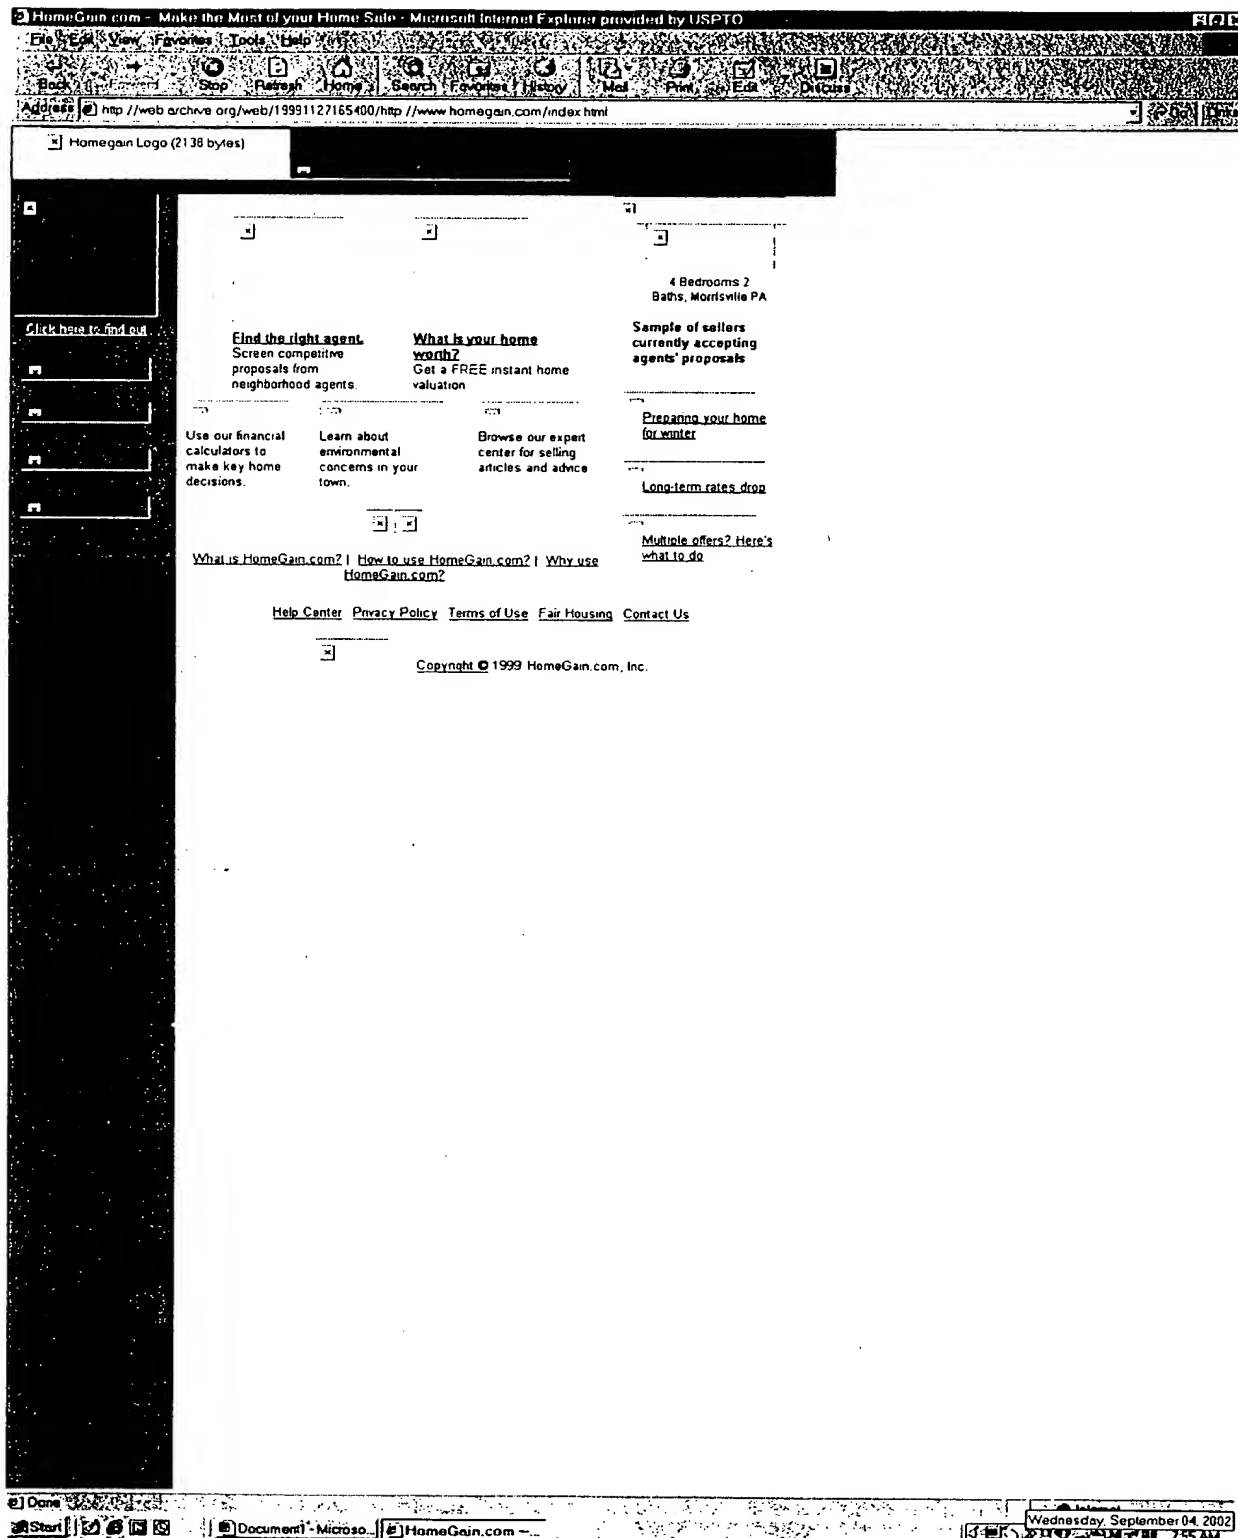 HomeGain.com - Make the Most of your Home Sale - Microsoft Internet Explorer provided by USPTO
File Edit View Favorites Tools Help
Back Forward Stop Refresh Home Search Favorites History Mail Print Edit Discuss
Address http //web archive org/web/19991127165400/http //www homegain.com/index html Go Links
Homegain Logo (2138 bytes)
Click here to find out
Find the right agent.
Screen competitive
proposals from
neighborhood agents.
What is your home
worth?
Get a FREE instant home
valuation
4 Bedrooms 2
Baths, Morrisville PA
Sample of sellers
currently accepting
agents' proposals
Use our financial
calculators to
make key home
decisions.
Learn about
environmental
concerns in your
town.
Browse our expert
center for selling
articles and advice
Preparing your home
for winter
Long-term rates drop
Multiple offers? Here's
what to do
What is HomeGain.com? | How to use HomeGain.com? | Why use
HomeGain.com?
Help Center Privacy Policy Terms of Use Fair Housing Contact Us
Copyright © 1999 HomeGain.com, Inc.
Done Internet
Wednesday, September 04, 2002
Start Document1 - Microso... HomeGain.com -... 7:55 AM